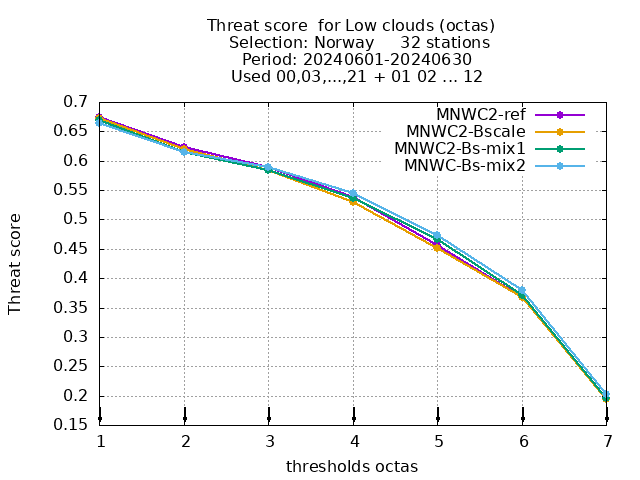 Threat score  for Low clouds (octas)
Selection: Norway     32 stations
Period: 20240601-20240630
Used 00,03,...,21 + 01 02 ... 12
MNWC2-ref
MNWC2-Bscale
MNWC2-Bs-mix1
MNWC-Bs-mix2
0.7
0.65
0.6
0.55
0.5
0.45
0.4
0.35
0.3
0.25
0.2
0.15
Threat score
1 2 3 4 5 6 7
thresholds octas